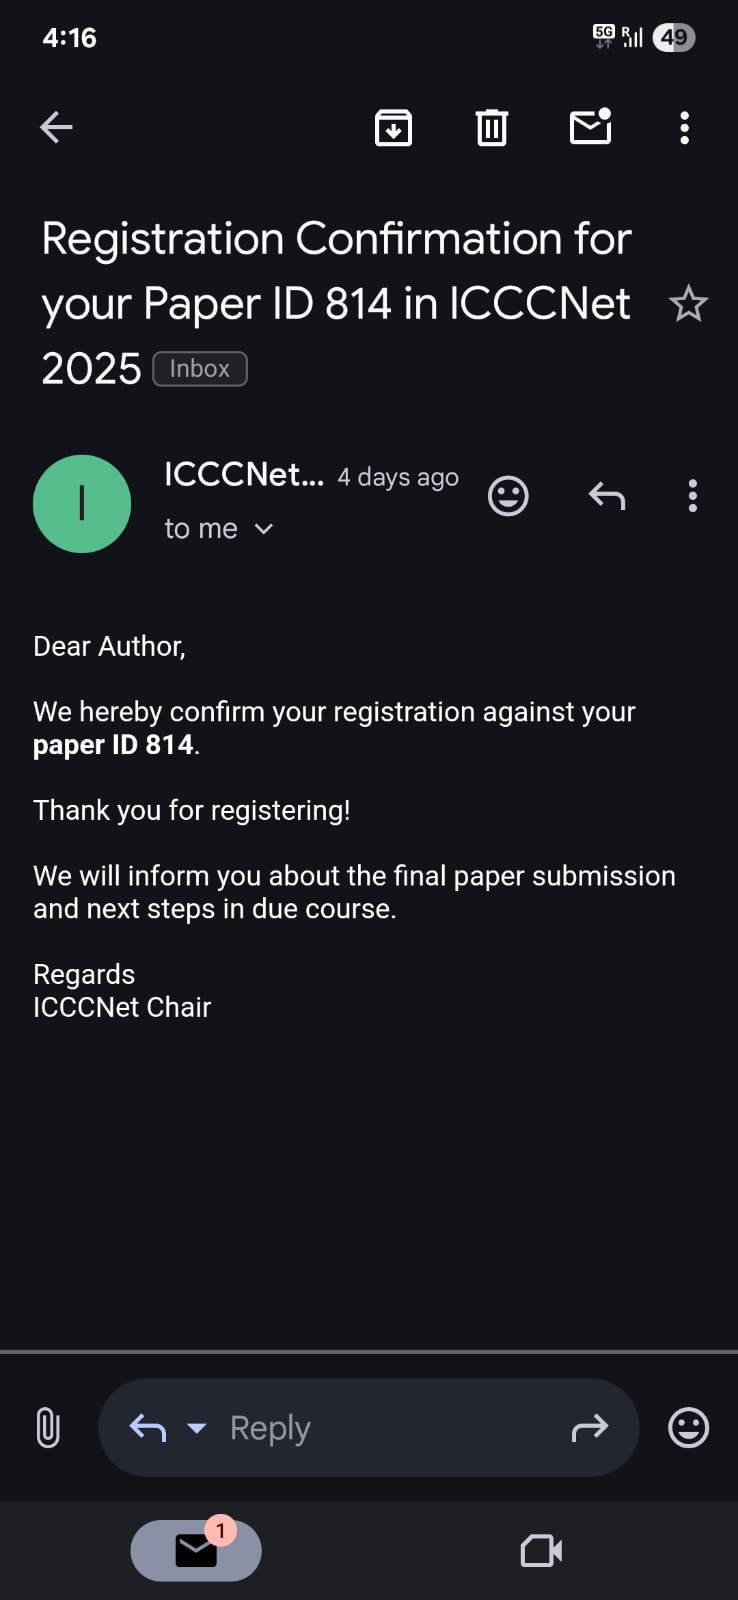 4:16
5G R 49
Registration Confirmation for
your Paper ID 814 in ICCCNet
2025 Inbox
I
ICCCNet... 4 days ago
to me
Dear Author,
We hereby confirm your registration against your
paper ID 814.
Thank you for registering!
We will inform you about the final paper submission
and next steps in due course.
Regards
ICCCNet Chair
Reply
1